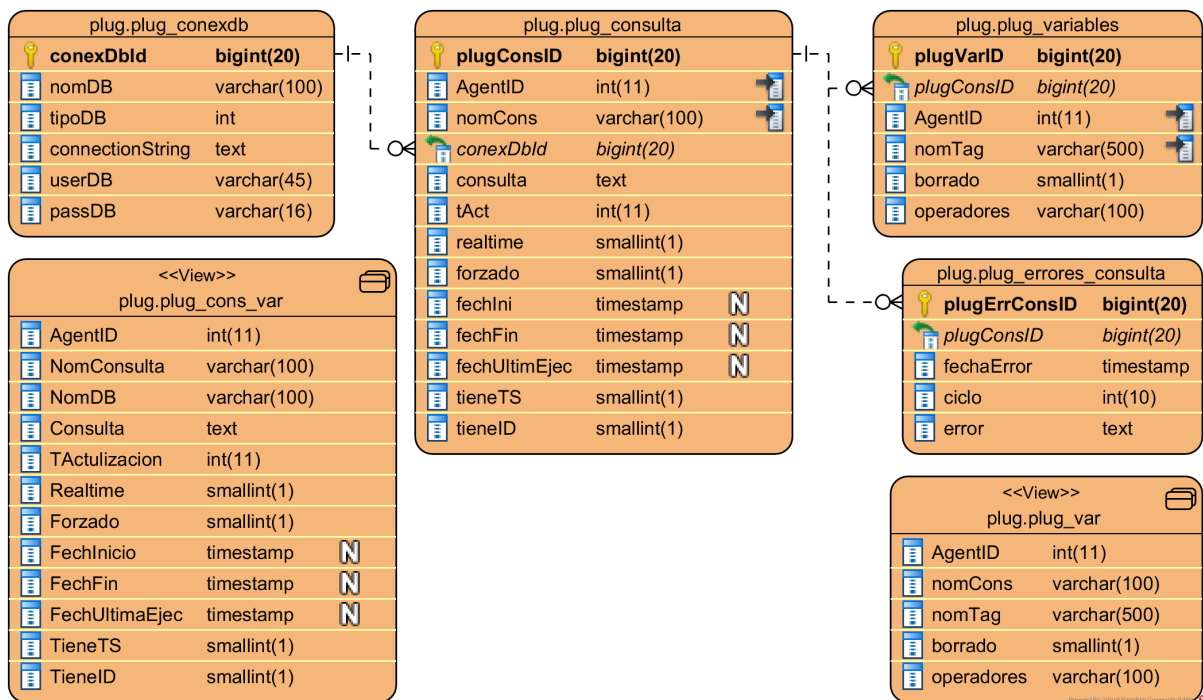 plug.plug_conexdb
conexDbId bigint(20)
nomDB varchar(100)
tipoDB int
connectionString text
userDB varchar(45)
passDB varchar(16)
plug.plug_consulta
plugConsID bigint(20)
AgentID int(11)
nomCons varchar(100)
conexDbId bigint(20)
consulta text
tAct int(11)
realtime smallint(1)
forzado smallint(1)
fechIni timestamp N
fechFin timestamp N
fechUltimEjec timestamp N
tieneTS smallint(1)
tieneID smallint(1)
plug.plug_variables
plugVarID bigint(20)
plugConsID bigint(20)
AgentID int(11)
nomTag varchar(500)
borrado smallint(1)
operadores varchar(100)
<<View>>
plug.plug_cons_var
AgentID int(11)
NomConsulta varchar(100)
NomDB varchar(100)
Consulta text
TActulizacion int(11)
Realtime smallint(1)
Forzado smallint(1)
FechInicio timestamp N
FechFin timestamp N
FechUltimaEjec timestamp N
TieneTS smallint(1)
TieneID smallint(1)
plug.plug_errores_consulta
plugErrConsID bigint(20)
plugConsID bigint(20)
fechaError timestamp
ciclo int(10)
error text
<<View>>
plug.plug_var
AgentID int(11)
nomCons varchar(100)
nomTag varchar(500)
borrado smallint(1)
operadores varchar(100)